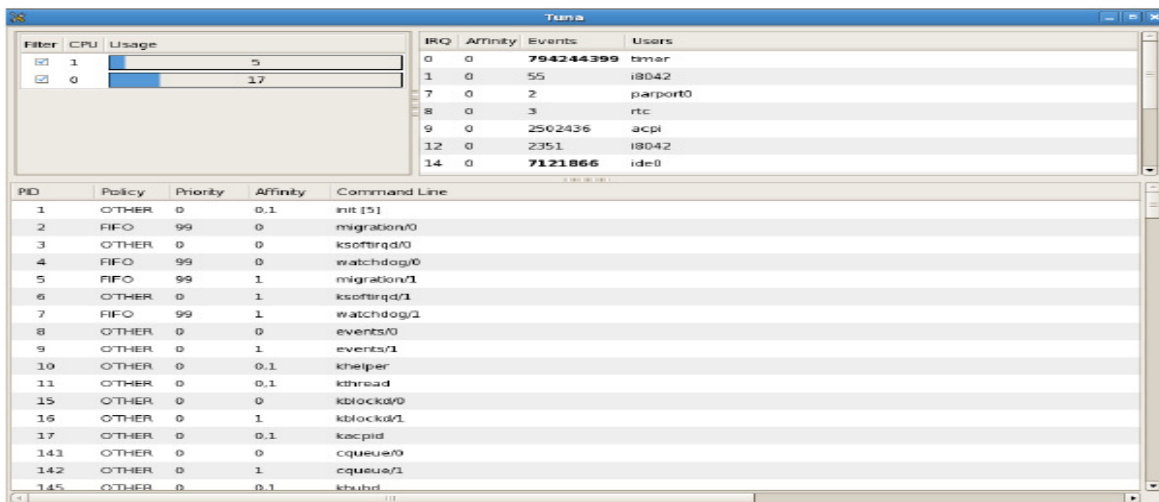 Tuna
Filter CPU Usage
1 5
0 17
IRQ Affinity Events Users
0 0 794244399 timer
1 0 55 i8042
7 0 2 parport0
8 0 3 rtc
9 0 2502436 acpi
12 0 2351 i8042
14 0 7121866 ide0
PID Policy Priority Affinity Command Line
1 OTHER 0 0,1 init [5]
2 FIFO 99 0 migration/0
3 OTHER 0 0 ksoftirqd/0
4 FIFO 99 0 watchdog/0
5 FIFO 99 1 migration/1
6 OTHER 0 1 ksoftirqd/1
7 FIFO 99 1 watchdog/1
8 OTHER 0 0 events/0
9 OTHER 0 1 events/1
10 OTHER 0 0,1 khelper
11 OTHER 0 0,1 kthread
15 OTHER 0 0 kblockd/0
16 OTHER 0 1 kblockd/1
17 OTHER 0 0,1 kacpid
141 OTHER 0 0 cqueue/0
142 OTHER 0 1 cqueue/1
145 OTHER 0 0,1 khubd